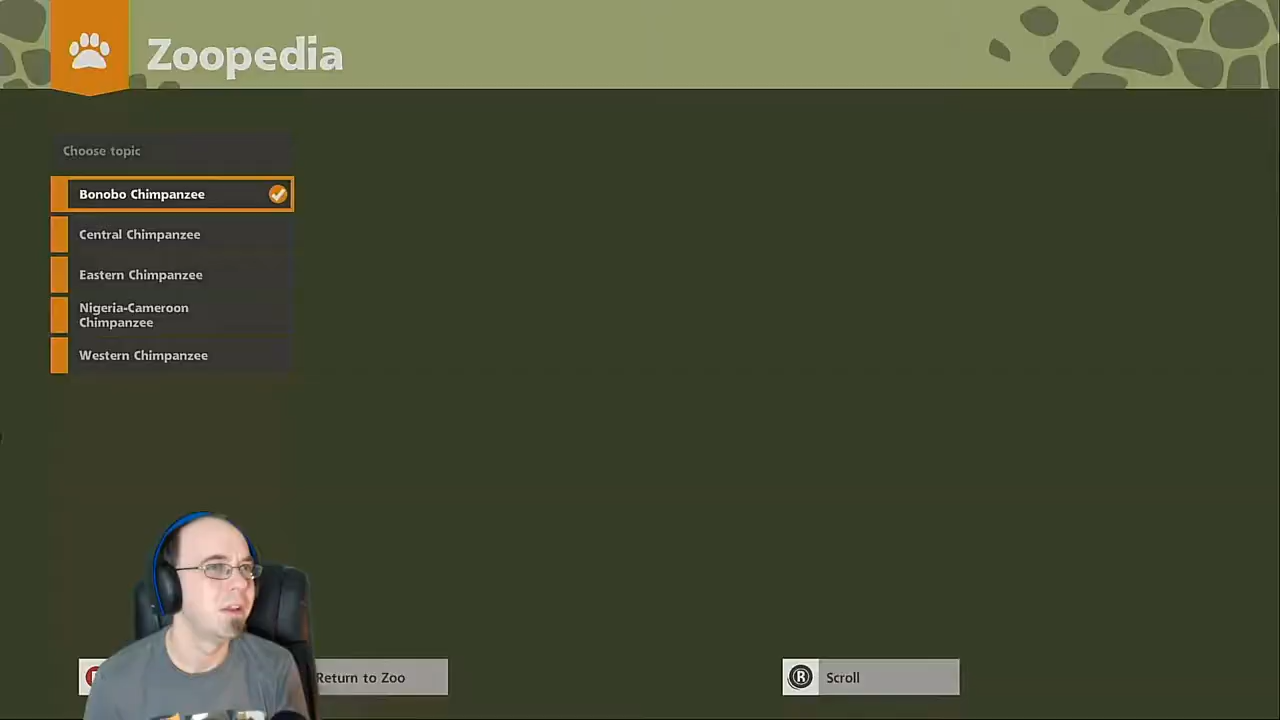 Zoopedia
Choose topic
Bonobo Chimpanzee
Central Chimpanzee
Eastern Chimpanzee
Nigeria-Cameroon
Chimpanzee
Western Chimpanzee
Return to Zoo
R Scroll